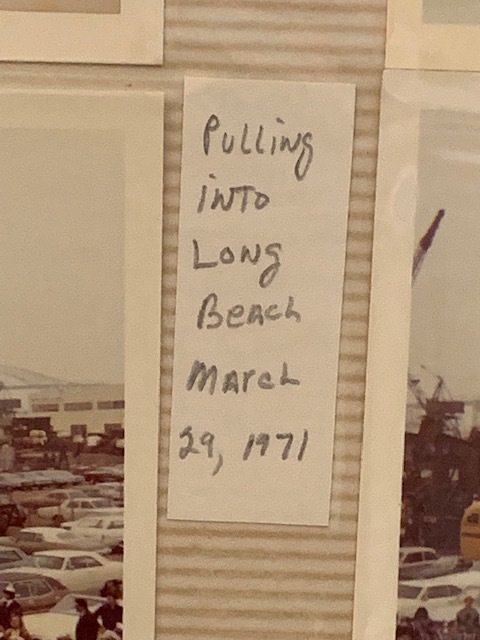 Pulling
into
Long
Beach
March
29, 1971